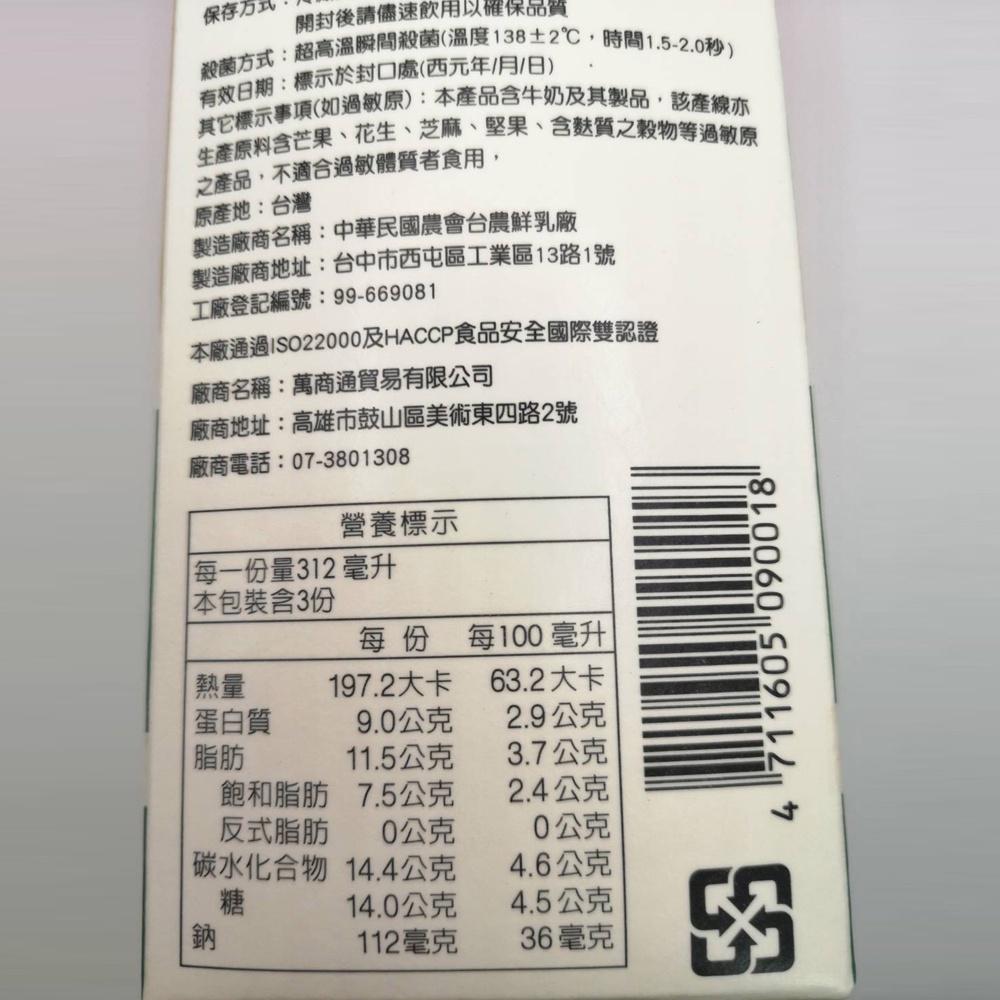 保存方式：冷
開封後請儘速飲用以確保品質
殺菌方式：超高溫瞬間殺菌(溫度138±2℃，時間1.5-2.0秒)
有效日期：標示於封口處(西元年/月/日)
其它標示事項(如過敏原)：本產品含牛奶及其製品，該產線亦
生產原料含芒果、花生、芝麻、堅果、含麩質之穀物等過敏原
之產品，不適合過敏體質者食用，
原產地：台灣
製造廠商名稱：中華民國農會台農鮮乳廠
製造廠商地址：台中市西屯區工業區13路1號
工廠登記編號：99-669081
本廠通過ISO22000及HACCP食品安全國際雙認證
廠商名稱：萬商通貿易有限公司
廠商地址：高雄市鼓山區美術東四路2號
廠商電話：07-3801308
營養標示
每一份量312毫升
本包裝含3份
每份 每100毫升
熱量 197.2大卡 63.2大卡
蛋白質 9.0公克 2.9公克
脂肪 11.5公克 3.7公克
飽和脂肪 7.5公克 2.4公克
反式脂肪 0公克 0公克
碳水化合物 14.4公克 4.6公克
糖 14.0公克 4.5公克
鈉 112毫克 36毫克
4 711605 090018